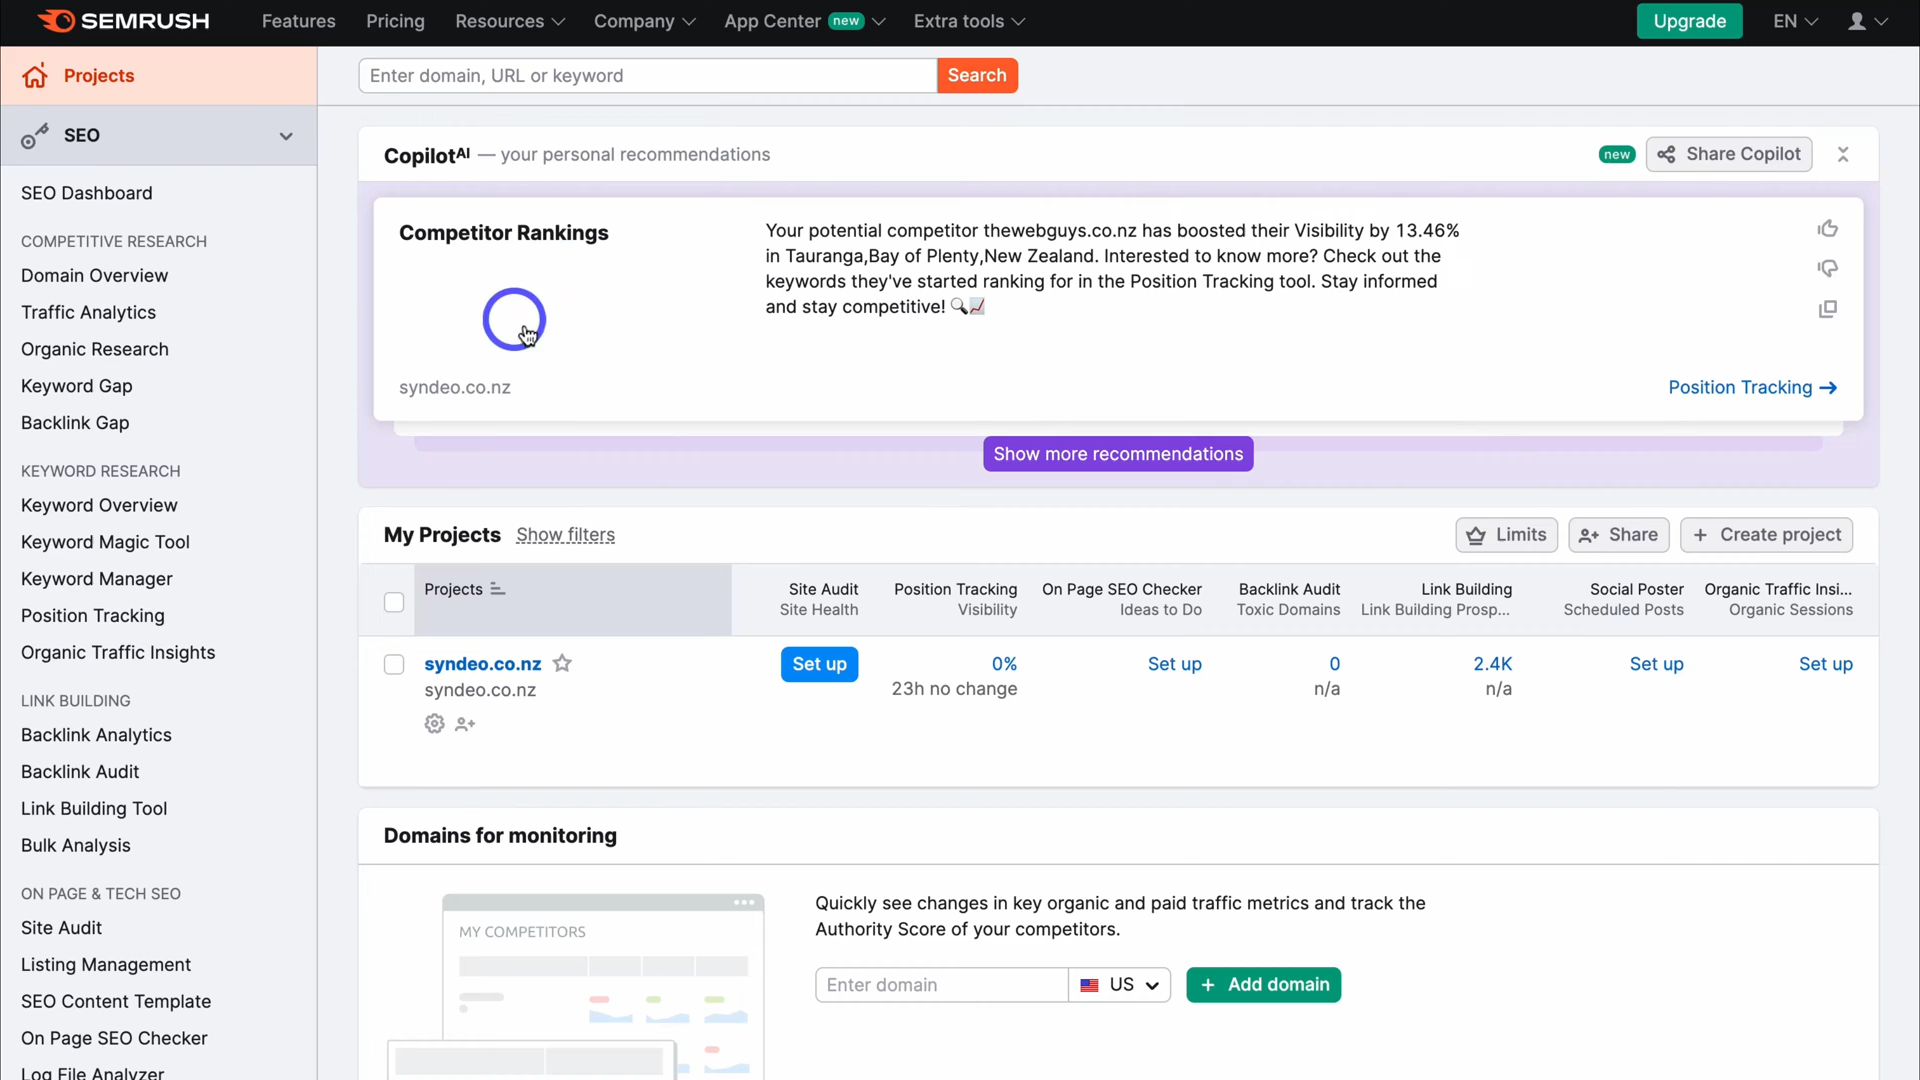 SEMRUSH Features Pricing Resources Company App Center new Extra tools Upgrade EN
Projects
Enter domain, URL or keyword Search
SEO
SEO Dashboard
COMPETITIVE RESEARCH
Domain Overview
Traffic Analytics
Organic Research
Keyword Gap
Backlink Gap
KEYWORD RESEARCH
Keyword Overview
Keyword Magic Tool
Keyword Manager
Position Tracking
Organic Traffic Insights
LINK BUILDING
Backlink Analytics
Backlink Audit
Link Building Tool
Bulk Analysis
ON PAGE & TECH SEO
Site Audit
Listing Management
SEO Content Template
On Page SEO Checker
Log File Analyzer
CopilotAI — your personal recommendations new Share Copilot
Competitor Rankings
Your potential competitor thewebguys.co.nz has boosted their Visibility by 13.46%
in Tauranga,Bay of Plenty,New Zealand. Interested to know more? Check out the
keywords they've started ranking for in the Position Tracking tool. Stay informed
and stay competitive! 🔍📈
syndeo.co.nz Position Tracking →
Show more recommendations
My Projects Show filters Limits Share + Create project
Projects Site Audit Position Tracking On Page SEO Checker Backlink Audit Link Building Social Poster Organic Traffic Insi...
Site Health Visibility Ideas to Do Toxic Domains Link Building Prosp... Scheduled Posts Organic Sessions
syndeo.co.nz Set up 0% Set up 0 2.4K Set up Set up
syndeo.co.nz 23h no change n/a n/a
Domains for monitoring
MY COMPETITORS
Quickly see changes in key organic and paid traffic metrics and track the
Authority Score of your competitors.
Enter domain US + Add domain